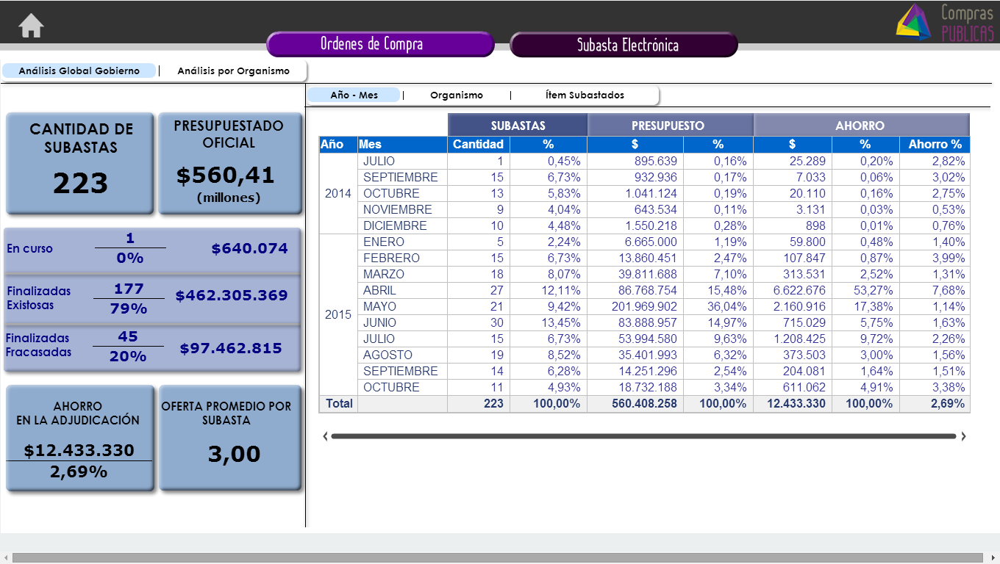 Compras
PUBLICAS
Ordenes de Compra
Subasta Electrónica
Análisis Global Gobierno | Análisis por Organismo
Año - Mes | Organismo | Ítem Subastados
CANTIDAD DE
SUBASTAS
223
PRESUPUESTADO
OFICIAL
$560,41
(millones)
En curso
1
0%
$640.074
Finalizadas
Existosas
177
79%
$462.305.369
Finalizadas
Fracasadas
45
20%
$97.462.815
AHORRO
EN LA ADJUDICACIÓN
$12.433.330
2,69%
OFERTA PROMEDIO POR
SUBASTA
3,00
SUBASTAS PRESUPUESTO AHORRO
Año Mes Cantidad % $ % $ % Ahorro %
JULIO 1 0,45% 895.639 0,16% 25.289 0,20% 2,82%
SEPTIEMBRE 15 6,73% 932.936 0,17% 7.033 0,06% 3,02%
2014 OCTUBRE 13 5,83% 1.041.124 0,19% 20.110 0,16% 2,75%
NOVIEMBRE 9 4,04% 643.534 0,11% 3.131 0,03% 0,53%
DICIEMBRE 10 4,48% 1.550.218 0,28% 898 0,01% 0,76%
ENERO 5 2,24% 6.665.000 1,19% 59.800 0,48% 1,40%
FEBRERO 15 6,73% 13.860.451 2,47% 107.847 0,87% 3,99%
MARZO 18 8,07% 39.811.688 7,10% 313.531 2,52% 1,31%
ABRIL 27 12,11% 86.768.754 15,48% 6.622.676 53,27% 7,68%
MAYO 21 9,42% 201.969.902 36,04% 2.160.916 17,38% 1,14%
2015 JUNIO 30 13,45% 83.888.957 14,97% 715.029 5,75% 1,63%
JULIO 15 6,73% 53.994.580 9,63% 1.208.425 9,72% 2,26%
AGOSTO 19 8,52% 35.401.993 6,32% 373.503 3,00% 1,56%
SEPTIEMBRE 14 6,28% 14.251.296 2,54% 204.081 1,64% 1,51%
OCTUBRE 11 4,93% 18.732.188 3,34% 611.062 4,91% 3,38%
Total 223 100,00% 560.408.258 100,00% 12.433.330 100,00% 2,69%